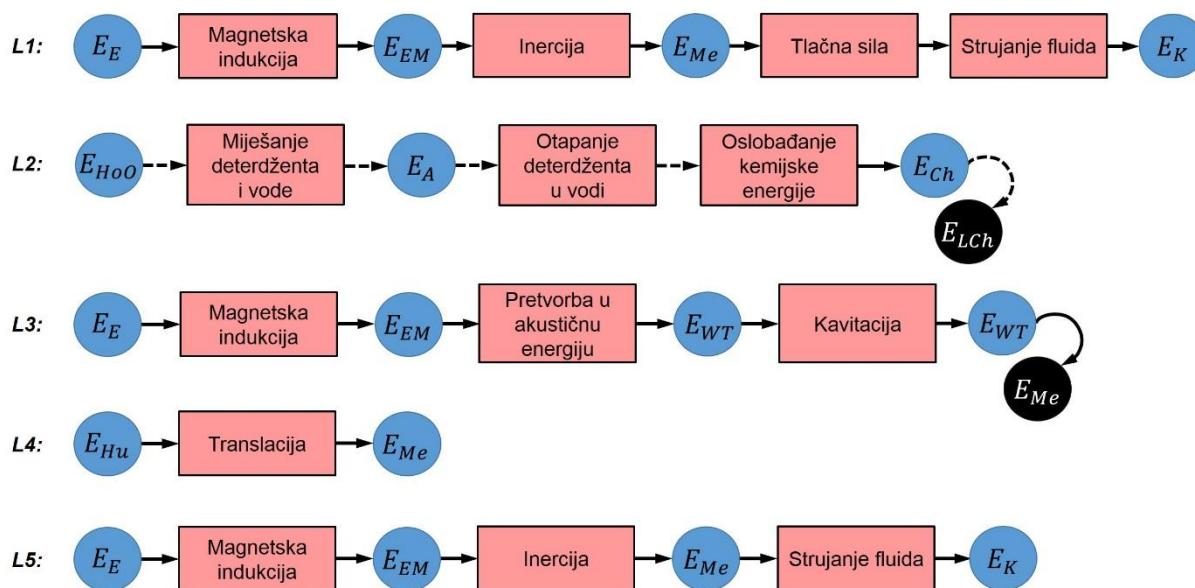 L1: E_E Magnetska indukcija E_EM Inercija E_Me Tlačna sila Strujanje fluida E_K
L2: E_HoO Miješanje deterdženta i vode E_A Otapanje deterdženta u vodi Oslobađanje kemijske energije E_Ch
E_LCh
L3: E_E Magnetska indukcija E_EM Pretvorba u akustičnu energiju E_WT Kavitacija E_WT
E_Me
L4: E_Hu Translacija E_Me
L5: E_E Magnetska indukcija E_EM Inercija E_Me Strujanje fluida E_K